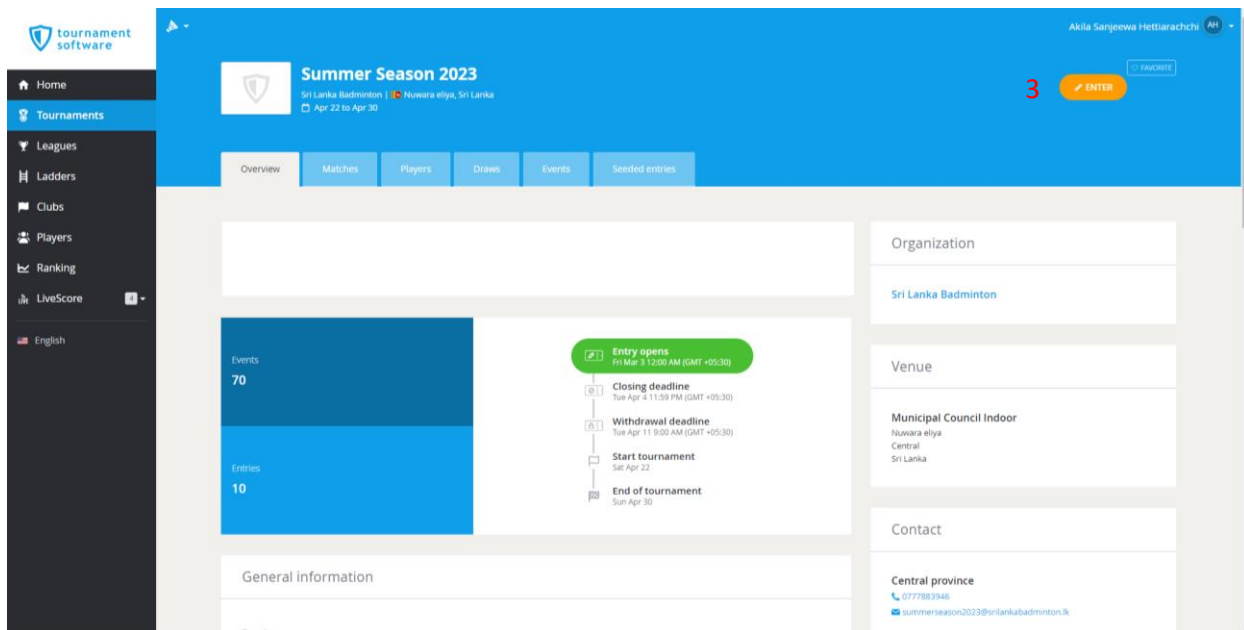 tournament
software
Home
Tournaments
Leagues
Ladders
Clubs
Players
Ranking
LiveScore 4
English
Akila Sanjeewa Hettiarachchi AH
Summer Season 2023
Sri Lanka Badminton | Nuwara eliya, Sri Lanka
Apr 22 to Apr 30
FAVORITE
3 ENTER
Overview Matches Players Draws Events Seeded entries
Events
70
Entries
10
Entry opens
Fri Mar 3 12:00 AM (GMT +05:30)
Closing deadline
Tue Apr 4 11:59 PM (GMT +05:30)
Withdrawal deadline
Tue Apr 11 9:00 AM (GMT +05:30)
Start tournament
Sat Apr 22
End of tournament
Sun Apr 30
General information
Organization
Sri Lanka Badminton
Venue
Municipal Council Indoor
Nuwara eliya
Central
Sri Lanka
Contact
Central province
0777883946
summerseason2023@srilankabadminton.lk